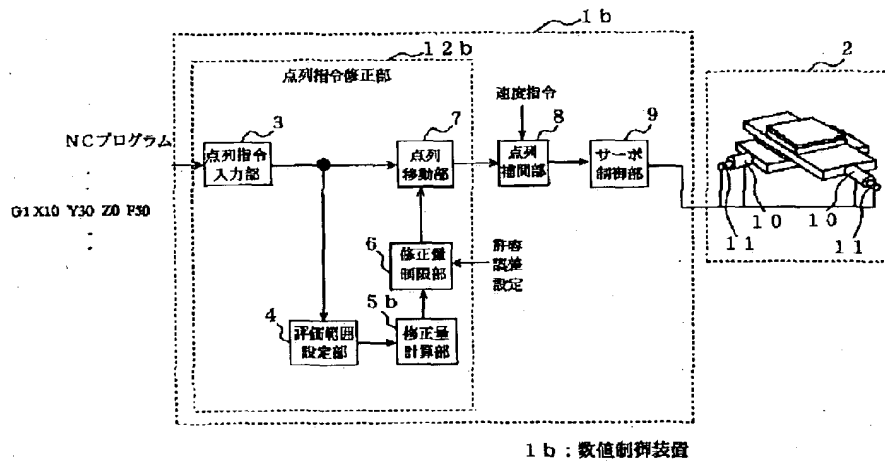 1b
12b
2
点列指令修正部
速度指令
3
7
8
9
NCプログラム
点列指令
入力部
点列
移動部
点列
補間部
サーボ
制御部
・
・
G1 X10 Y30 Z0 F50
・
・
10
10
11
11
6
修正量
制限部
許容
誤差
設定
4
5b
評価範囲
設定部
修正量
計算部
1b:数値制御装置